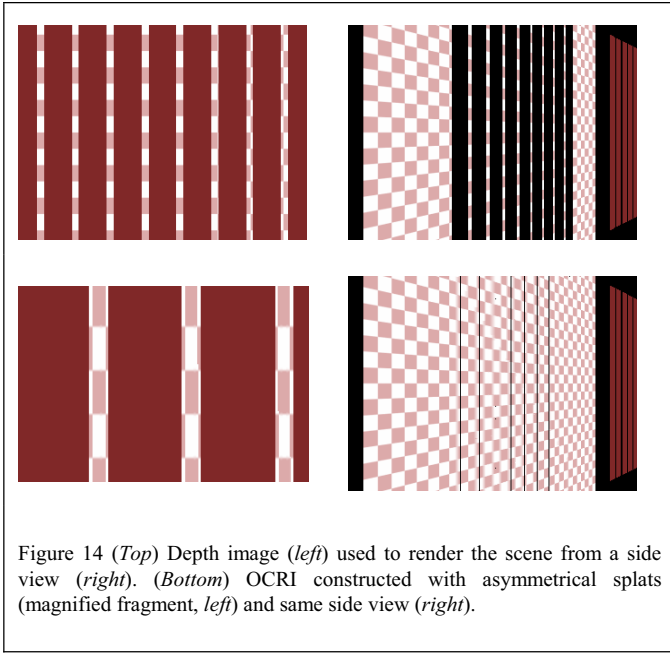 Figure 14 (Top) Depth image (left) used to render the scene from a side
view (right). (Bottom) OCRI constructed with asymmetrical splats
(magnified fragment, left) and same side view (right).